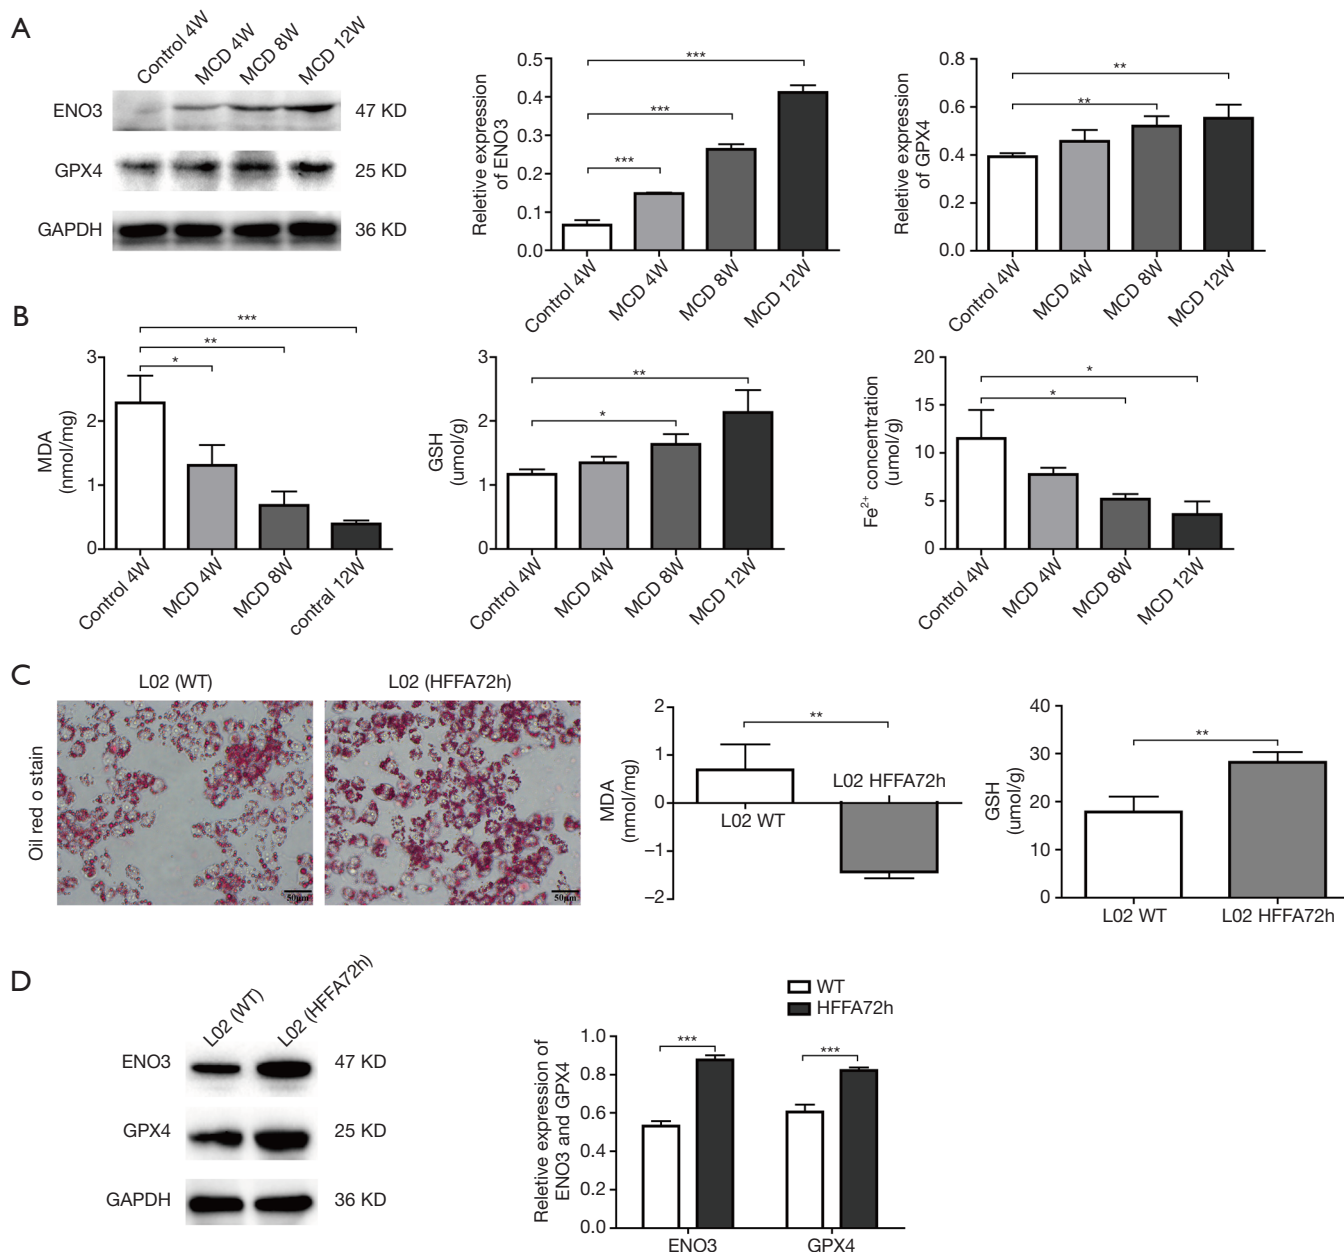 A
Control 4W
MCD 4W
MCD 8W
MCD 12W
ENO3
47 KD
GPX4
25 KD
GAPDH
36 KD
Reletive expression
of ENO3
0.5
0.4
0.3
0.2
0.1
0.0
***
***
***
Control 4W
MCD 4W
MCD 8W
MCD 12W
Reletive expression
of GPX4
0.8
0.6
0.4
0.2
0.0
**
**
Control 4W
MCD 4W
MCD 8W
MCD 12W
B
MDA
(nmol/mg)
3
2
1
0
***
**
*
Control 4W
MCD 4W
MCD 8W
contral 12W
GSH
(umol/g)
3
2
1
0
**
*
Control 4W
MCD 4W
MCD 8W
MCD 12W
Fe2+ concentration
(umol/g)
20
15
10
5
0
*
*
Control 4W
MCD 4W
MCD 8W
MCD 12W
C
L02 (WT)
L02 (HFFA72h)
Oil red o stain
50μm
50μm
MDA
(nmol/mg)
2
1
0
−1
−2
**
L02 HFFA72h
L02 WT
GSH
(umol/g)
40
30
20
10
0
**
L02 WT
L02 HFFA72h
D
L02 (WT)
L02 (HFFA72h)
ENO3
47 KD
GPX4
25 KD
GAPDH
36 KD
WT
HFFA72h
Reletive expression of
ENO3 and GPX4
1.0
0.8
0.6
0.4
0.2
0.0
***
***
ENO3
GPX4